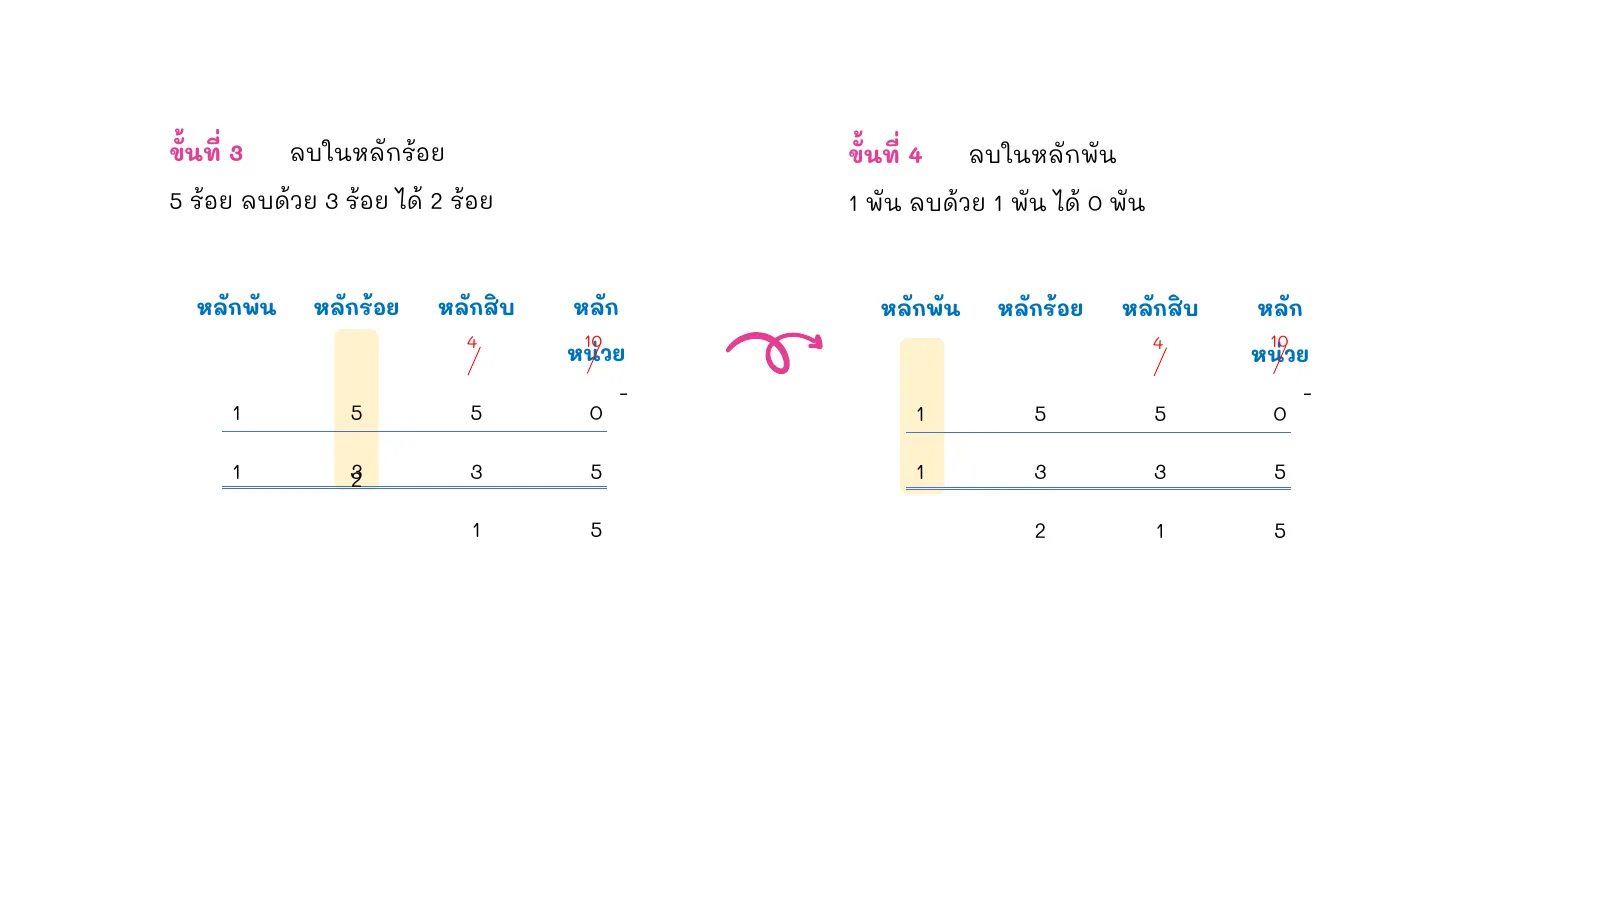 ขั้นที่ 3 ลบในหลักร้อย
5 ร้อย ลบด้วย 3 ร้อย ได้ 2 ร้อย
หลักพัน หลักร้อย หลักสิบ หลักหน่วย
4 10
-
1 5 5 0
1 3 3 5
2
1 5
ขั้นที่ 4 ลบในหลักพัน
1 พัน ลบด้วย 1 พัน ได้ 0 พัน
หลักพัน หลักร้อย หลักสิบ หลักหน่วย
4 10
-
1 5 5 0
1 3 3 5
2 1 5